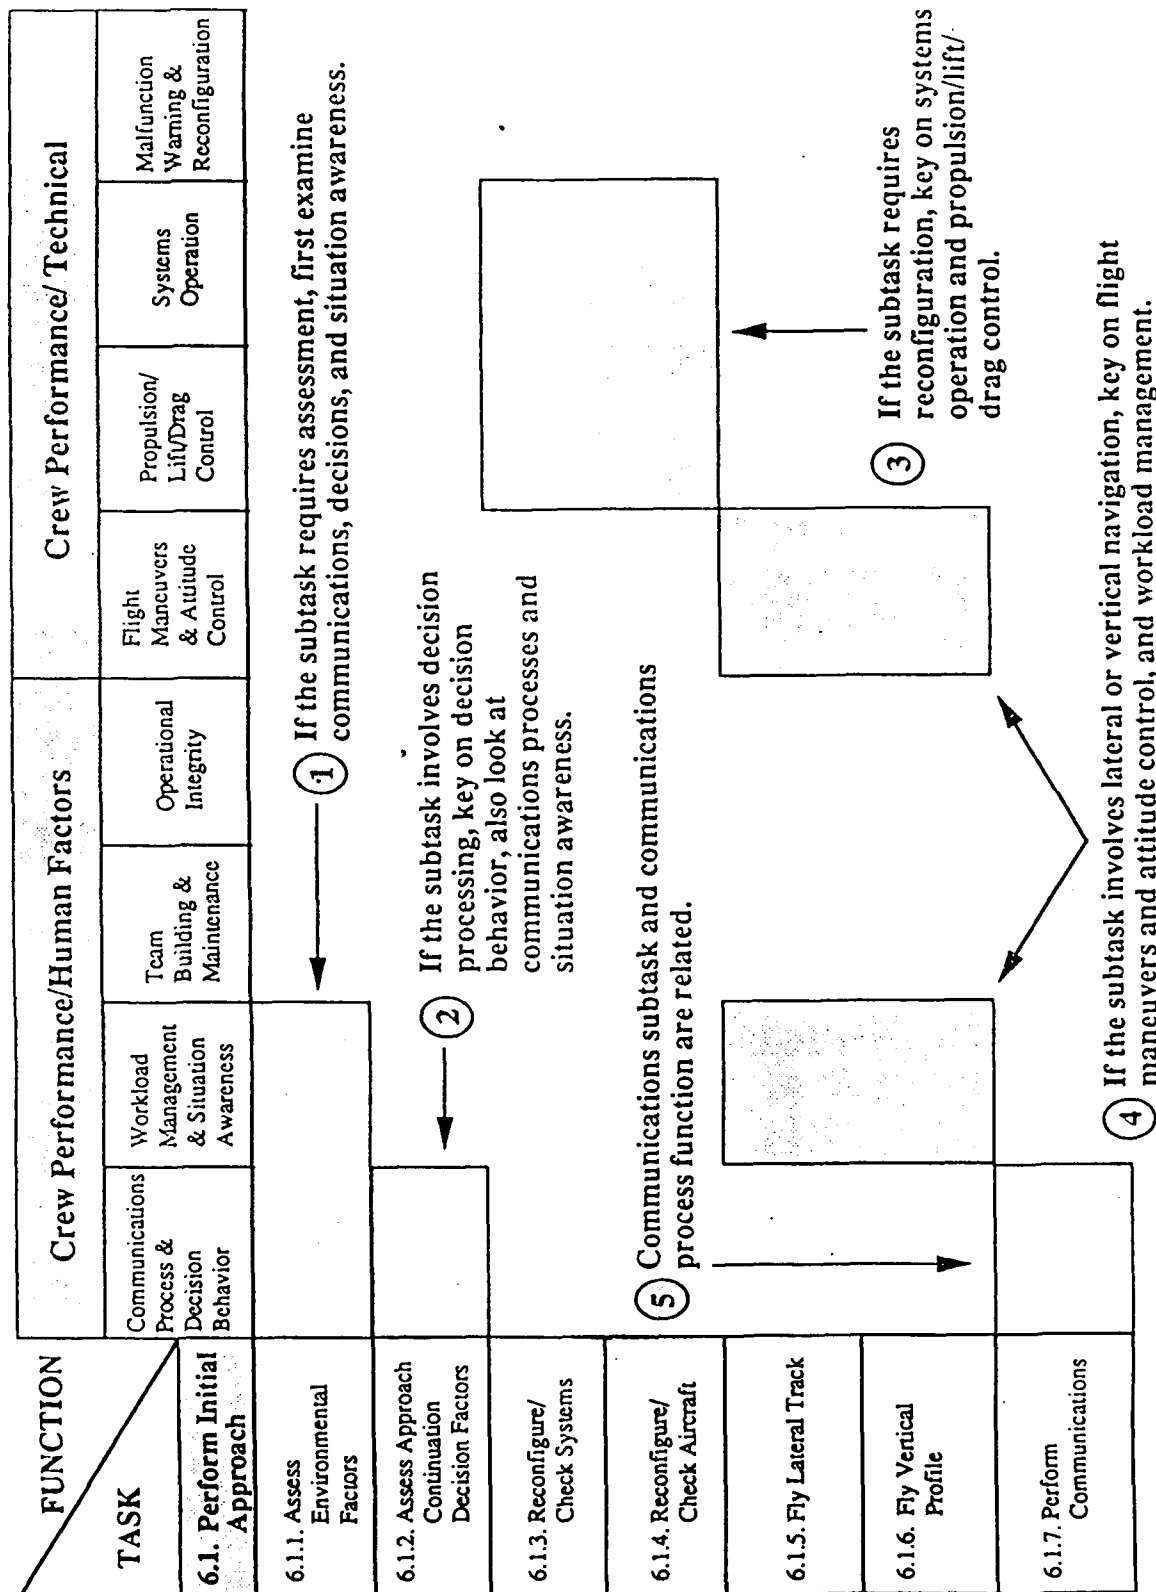 FUNCTION
TASK
Crew Performance/Human Factors
Crew Performance/ Technical
Communications
Process &
Decision
Behavior
Workload
Management
& Situation
Awareness
Team
Building &
Maintenance
Operational
Integrity
Flight
Maneuvers
& Attitude
Control
Propulsion/
Lift/Drag
Control
Systems
Operation
Malfunction
Warning &
Reconfiguration
6.1. Perform Initial
Approach
6.1.1. Assess
Environmental
Factors
1 If the subtask requires assessment, first examine
communications, decisions, and situation awareness.
6.1.2. Assess Approach
Continuation
Decision Factors
2 If the subtask involves decision
processing, key on decision
behavior, also look at
communications processes and
situation awareness.
6.1.3. Reconfigure/
Check Systems
6.1.4. Reconfigure/
Check Aircraft
5 Communications subtask and communications
process function are related.
6.1.5. Fly Lateral Track
6.1.6. Fly Vertical
Profile
3 If the subtask requires
reconfiguration, key on systems
operation and propulsion/lift/
drag control.
6.1.7. Perform
Communications
4 If the subtask involves lateral or vertical navigation, key on flight
maneuvers and attitude control, and workload management.